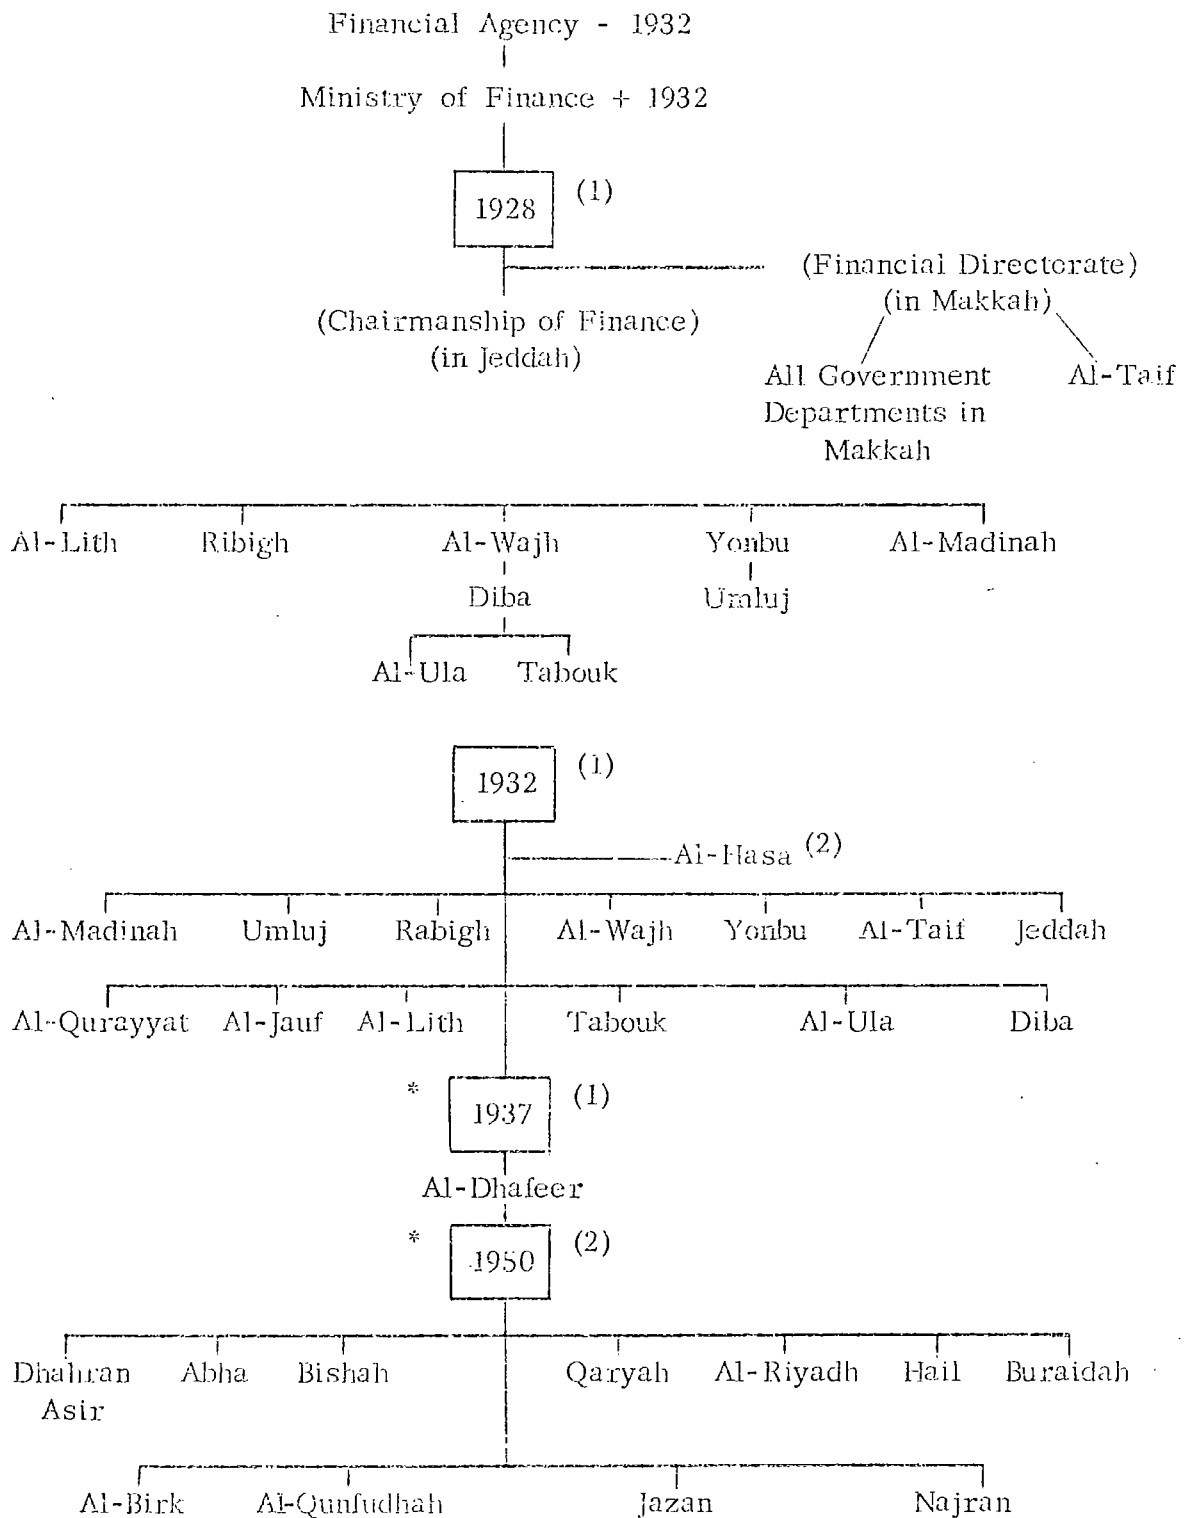 Financial Agency - 1932
Ministry of Finance + 1932
1928 (1)
(Financial Directorate)
(in Makkah)
(Chairmanship of Finance)
(in Jeddah)
All Government Al-Taif
Departments in
Makkah
Al-Lith Ribigh Al-Wajh Yonbu Al-Madinah
Diba Umluj
Al-Ula Tabouk
1932 (1)
Al-Hasa (2)
Al-Madinah Umluj Rabigh Al-Wajh Yonbu Al-Taif Jeddah
Al-Qurayyat Al-Jauf Al-Lith Tabouk Al-Ula Diba
* 1937 (1)
Al-Dhafeer
* 1950 (2)
Dhahran Abha Bishah Qaryah Al-Riyadh Hail Buraidah
Asir
Al-Birk Al-Qunfudhah Jazan Najran